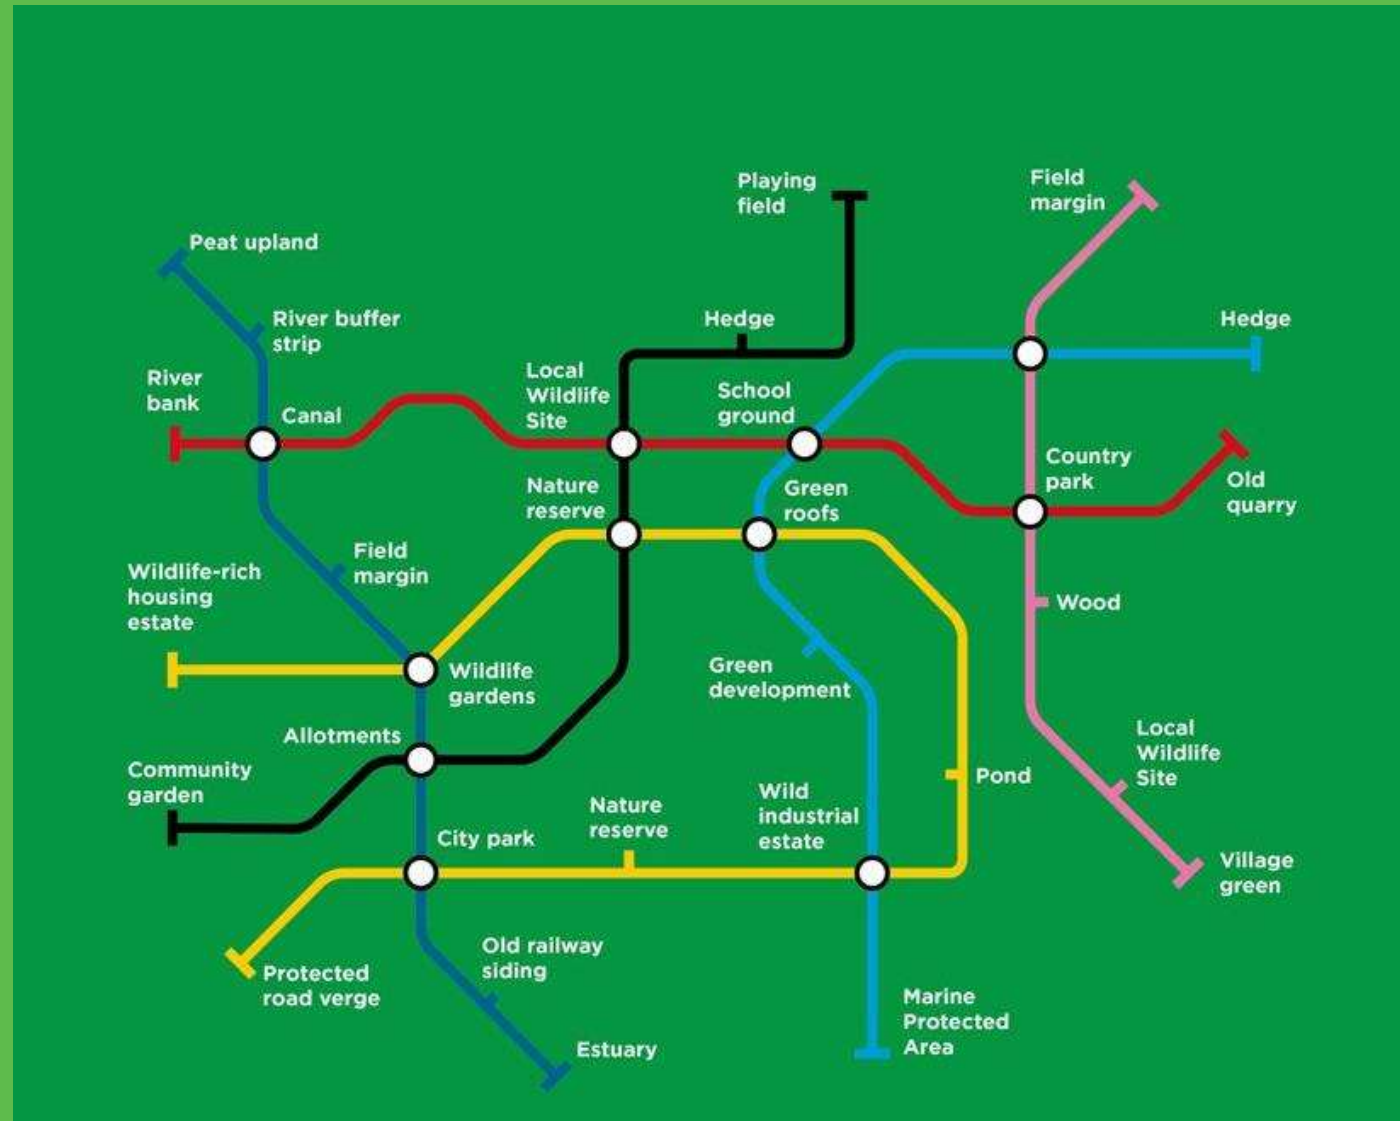 Playing
field
Field
margin
Peat upland
River buffer
strip
Hedge
Hedge
River
bank
Canal
Local
Wildlife
Site
School
ground
Country
park
Old
quarry
Nature
reserve
Green
roofs
Field
margin
Wildlife-rich
housing
estate
Wood
Wildlife
gardens
Green
development
Allotments
Local
Wildlife
Site
Community
garden
Pond
Nature
reserve
Wild
industrial
estate
City park
Village
green
Old railway
siding
Protected
road verge
Marine
Protected
Area
Estuary